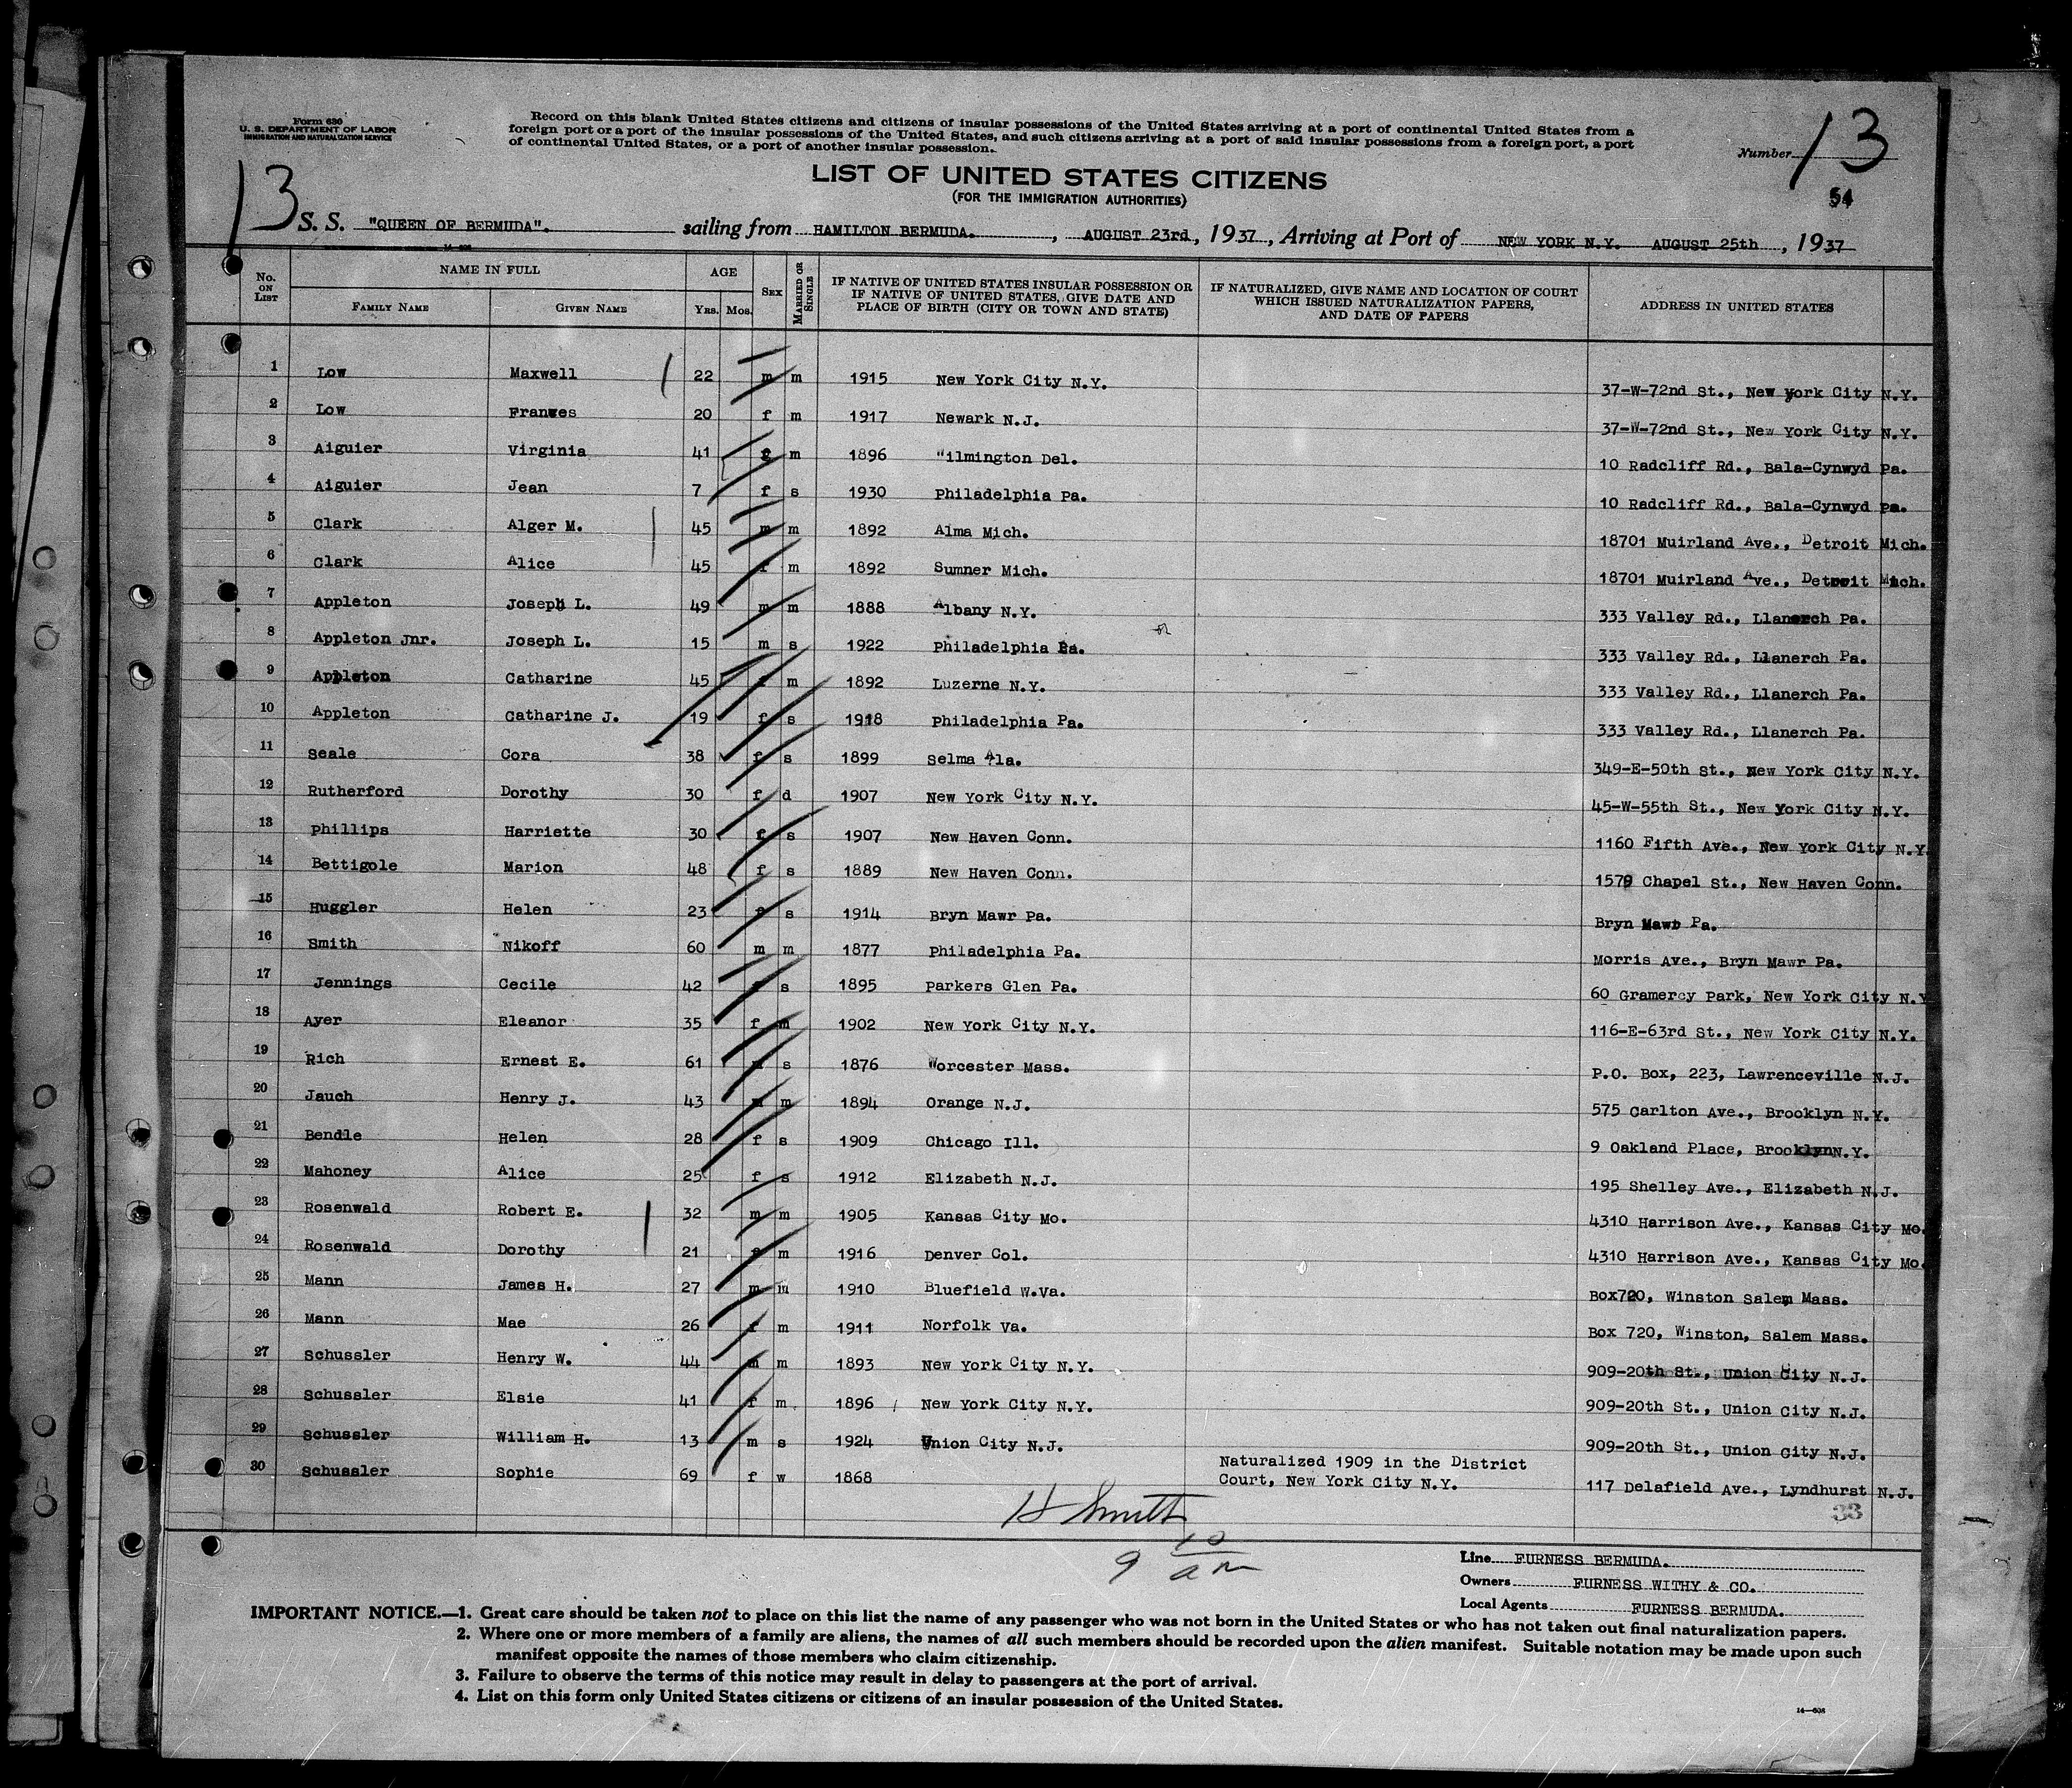 Form 630
U. S. DEPARTMENT OF LABOR
IMMIGRATION AND NATURALIZATION SERVICE
Record on this blank United States citizens and citizens of insular possessions of the United States arriving at a port of continental United States from a
foreign port or a port of the insular possessions of the United States, and such citizens arriving at a port of said insular possessions from a foreign port, a port
of continental United States, or a port of another insular possession.
Number 13
LIST OF UNITED STATES CITIZENS
(FOR THE IMMIGRATION AUTHORITIES)
54
13 S. S. "QUEEN OF BERMUDA". sailing from HAMILTON BERMUDA. , AUGUST 23rd, 1937, Arriving at Port of NEW YORK N.Y. AUGUST 25th , 1937
No. ON LIST NAME IN FULL FAMILY NAME GIVEN NAME AGE YRS. MOS. SEX MARRIED OR SINGLE IF NATIVE OF UNITED STATES INSULAR POSSESSION OR IF NATIVE OF UNITED STATES, GIVE DATE AND PLACE OF BIRTH (CITY OR TOWN AND STATE) IF NATURALIZED, GIVE NAME AND LOCATION OF COURT WHICH ISSUED NATURALIZATION PAPERS, AND DATE OF PAPERS ADDRESS IN UNITED STATES
1 Low Maxwell 22 m m 1915 New York City N.Y. 37-W-72nd St., New York City N.Y.
2 Low Franwes 20 f m 1917 Newark N.J. 37-W-72nd St., New York City N.Y.
3 Aiguier Virginia 41 f m 1896 "ilmington Del. 10 Radcliff Rd., Bala-Cynwyd Pa.
4 Aiguier Jean 7 f s 1930 Philadelphia Pa. 10 Radcliff Rd., Bala-Cynwyd Pa.
5 Clark Alger M. 45 m m 1892 Alma Mich. 18701 Muirland Ave., Detroit Mich.
6 Clark Alice 45 f m 1892 Sumner Mich. 18701 Muirland Ave., Detroit Mich.
7 Appleton Joseph L. 49 m m 1888 Albany N.Y. 333 Valley Rd., Llanerch Pa.
8 Appleton Jnr. Joseph L. 15 m s 1922 Philadelphia Pa. 333 Valley Rd., Llanerch Pa.
9 Appleton Catharine 45 f m 1892 Luzerne N.Y. 333 Valley Rd., Llanerch Pa.
10 Appleton Catharine J. 19 f s 1918 Philadelphia Pa. 333 Valley Rd., Llanerch Pa.
11 Seale Cora 38 f s 1899 Selma Ala. 349-E-50th St., New York City N.Y.
12 Rutherford Dorothy 30 f d 1907 New York City N.Y. 45-W-55th St., New York City N.Y.
13 Phillips Harriette 30 f s 1907 New Haven Conn. 1160 Fifth Ave., New York City N.Y.
14 Bettigole Marion 48 f s 1889 New Haven Conn. 1579 Chapel St., New Haven Conn.
15 Huggler Helen 23 f s 1914 Bryn Mawr Pa. Bryn Mawr Pa.
16 Smith Nikoff 60 m m 1877 Philadelphia Pa. Morris Ave., Bryn Mawr Pa.
17 Jennings Cecile 42 f s 1895 Parkers Glen Pa. 60 Gramercy Park, New York City N.Y
18 Ayer Eleanor 35 f m 1902 New York City N.Y. 116-E-63rd St., New York City N.Y.
19 Rich Ernest E. 61 s 1876 Worcester Mass. P.O. Box, 223, Lawrenceville N.J.
20 Jauch Henry J. 43 m m 1894 Orange N.J. 575 Carlton Ave., Brooklyn N.Y.
21 Bendle Helen 28 f s 1909 Chicago Ill. 9 Oakland Place, Brooklyn N.Y.
22 Mahoney Alice 25 f s 1912 Elizabeth N.J. 195 Shelley Ave., Elizabeth N.J.
23 Rosenwald Robert E. 32 m m 1905 Kansas City Mo. 4310 Harrison Ave., Kansas City Mo.
24 Rosenwald Dorothy 21 f m 1916 Denver Col. 4310 Harrison Ave., Kansas City Mo.
25 Mann James H. 27 m m 1910 Bluefield W.Va. Box720, Winston Salem Mass.
26 Mann Mae 26 f m 1911 Norfolk Va. Box 720, Winston, Salem Mass.
27 Schussler Henry W. 44 m m 1893 New York City N.Y. 909-20th St., Union City N.J.
28 Schussler Elsie 41 f m 1896 New York City N.Y. 909-20th St., Union City N.J.
29 Schussler William H. 13 m s 1924 Union City N.J. 909-20th St., Union City N.J.
30 Schussler Sophie 69 f w 1868 Naturalized 1909 in the District Court, New York City N.Y. 117 Delafield Ave., Lyndhurst N.J.
H Smith
33
9 10 am
Line FURNESS BERMUDA.
Owners FURNESS WITHY & CO.
Local Agents FURNESS BERMUDA.
IMPORTANT NOTICE.—1. Great care should be taken not to place on this list the name of any passenger who was not born in the United States or who has not taken out final naturalization papers.
2. Where one or more members of a family are aliens, the names of all such members should be recorded upon the alien manifest. Suitable notation may be made upon such
manifest opposite the names of those members who claim citizenship.
3. Failure to observe the terms of this notice may result in delay to passengers at the port of arrival.
4. List on this form only United States citizens or citizens of an insular possession of the United States.
14—608